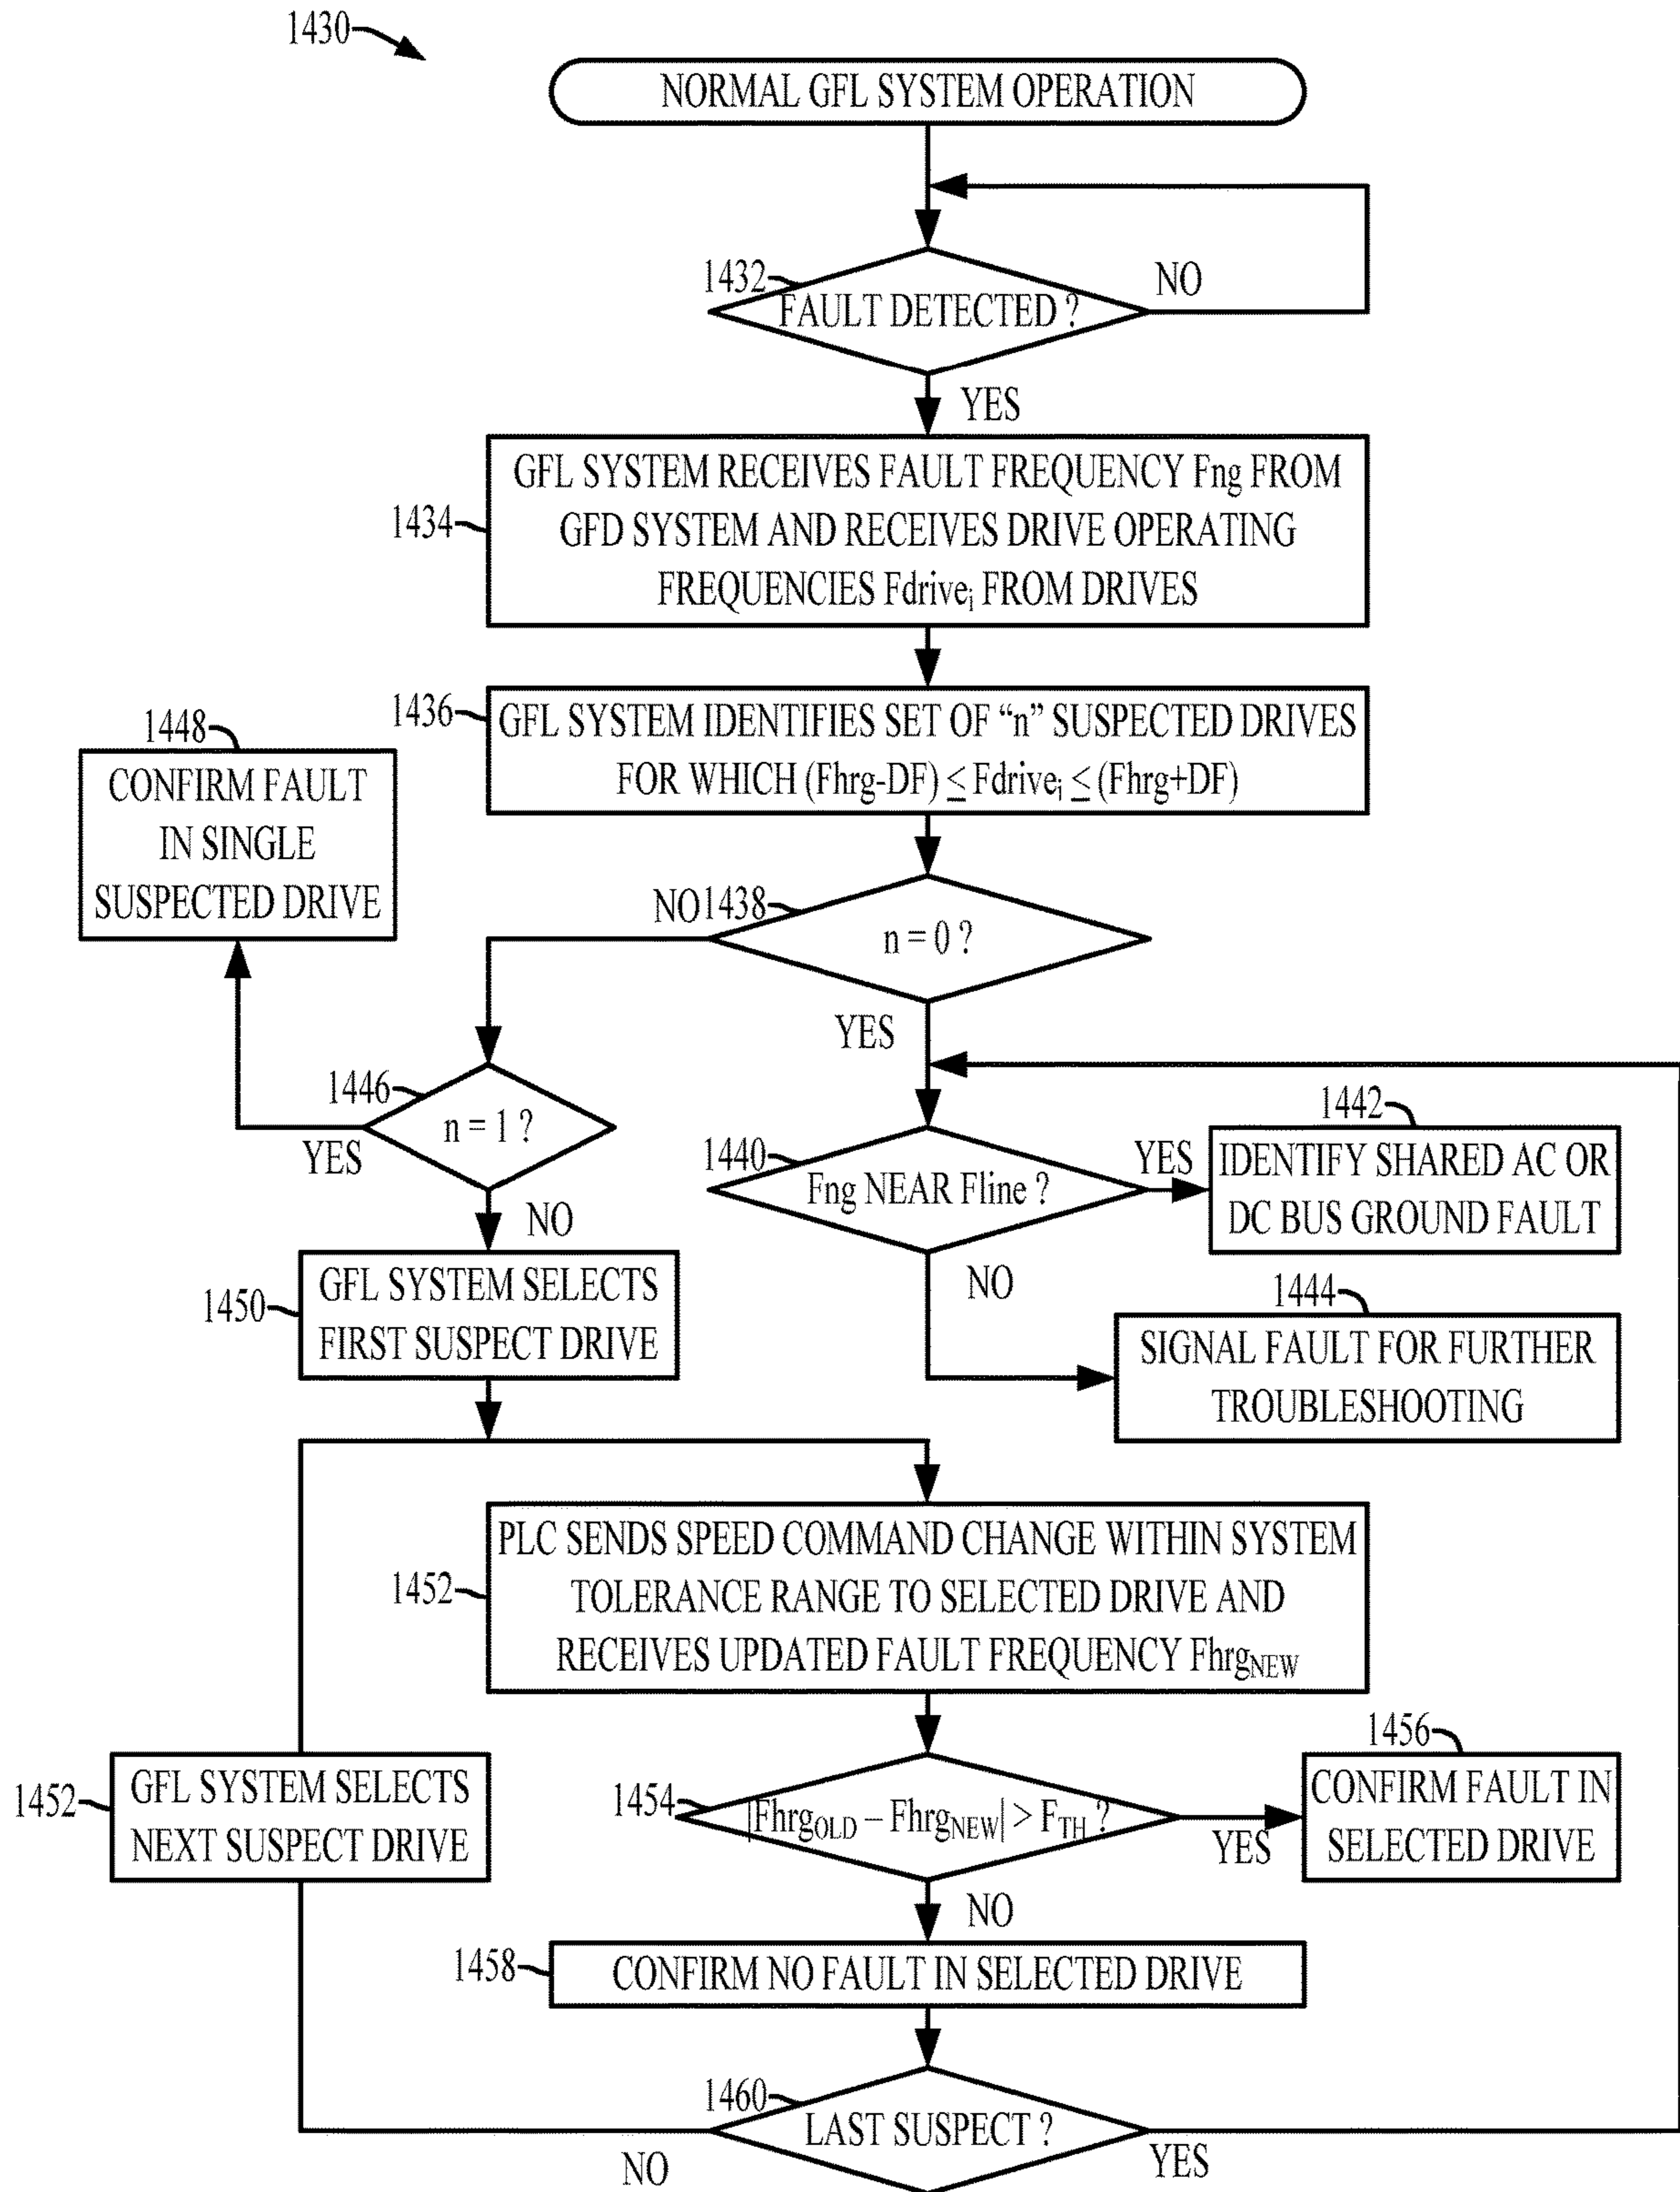 1430
NORMAL GFL SYSTEM OPERATION
1432
FAULT DETECTED ?
NO
YES
1434
GFL SYSTEM RECEIVES FAULT FREQUENCY Fng FROM
GFD SYSTEM AND RECEIVES DRIVE OPERATING
FREQUENCIES Fdriveᵢ FROM DRIVES
1436
GFL SYSTEM IDENTIFIES SET OF “n” SUSPECTED DRIVES
FOR WHICH (Fhrg-DF) ≤ Fdriveᵢ ≤ (Fhrg+DF)
1448
CONFIRM FAULT
IN SINGLE
SUSPECTED DRIVE
NO
1438
n = 0 ?
YES
1446
n = 1 ?
YES
NO
1440
Fng NEAR Fline ?
YES
1442
IDENTIFY SHARED AC OR
DC BUS GROUND FAULT
NO
1444
SIGNAL FAULT FOR FURTHER
TROUBLESHOOTING
1450
GFL SYSTEM SELECTS
FIRST SUSPECT DRIVE
1452
PLC SENDS SPEED COMMAND CHANGE WITHIN SYSTEM
TOLERANCE RANGE TO SELECTED DRIVE AND
RECEIVES UPDATED FAULT FREQUENCY FhrgNEW
1452
GFL SYSTEM SELECTS
NEXT SUSPECT DRIVE
1454
|FhrgOLD – FhrgNEW| > FTH ?
YES
1456
CONFIRM FAULT IN
SELECTED DRIVE
NO
1458
CONFIRM NO FAULT IN SELECTED DRIVE
1460
LAST SUSPECT ?
NO
YES